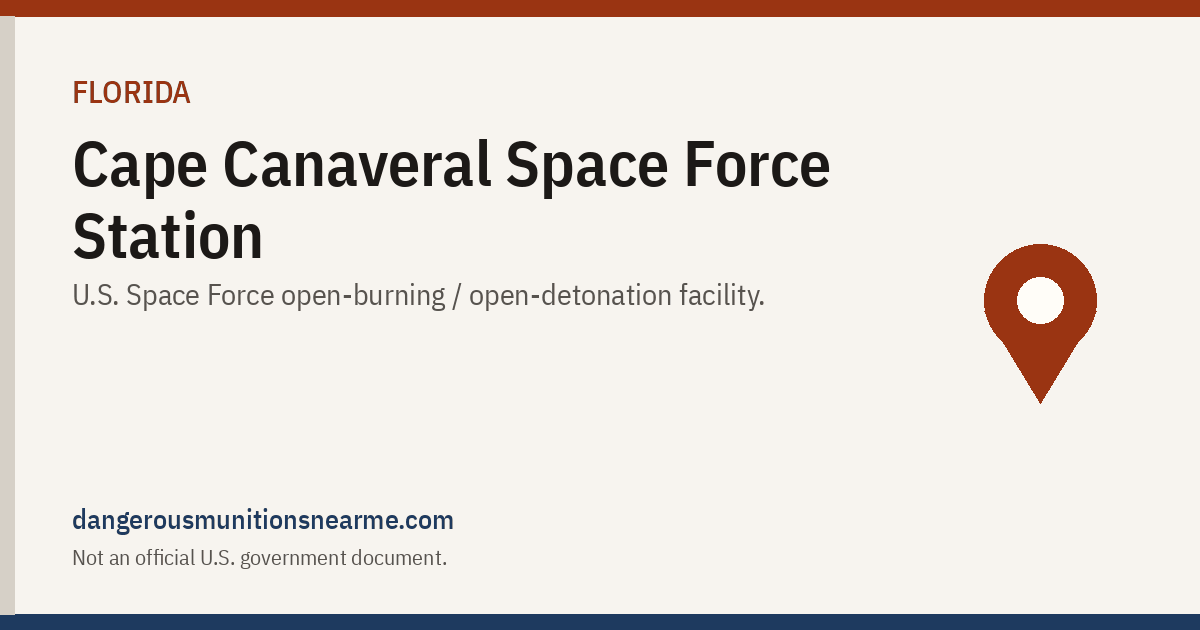 FLORIDA
Cape Canaveral Space Force
Station
U.S. Space Force open-burning / open-detonation facility.
dangerousmunitionsnearme.com
Not an official U.S. government document.